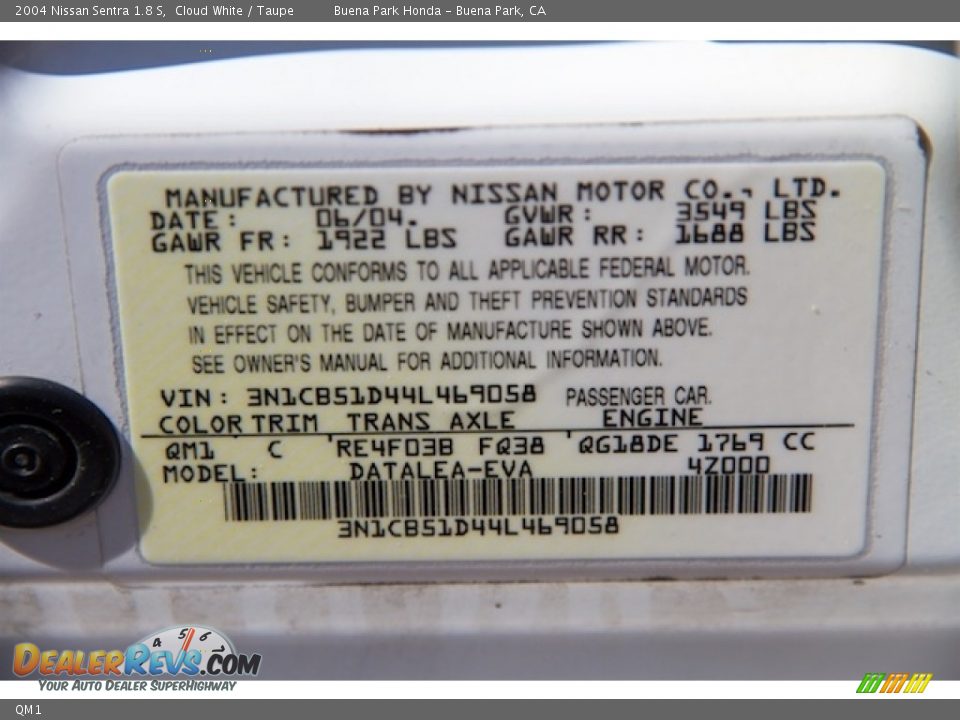 2004 Nissan Sentra 1.8 S, Cloud White / Taupe Buena Park Honda - Buena Park, CA
MANUFACTURED BY NISSAN MOTOR CO., LTD.
DATE: 06/04. GVWR: 3549 LBS
GAWR FR: 1922 LBS GAWR RR: 1688 LBS
THIS VEHICLE CONFORMS TO ALL APPLICABLE FEDERAL MOTOR.
VEHICLE SAFETY, BUMPER AND THEFT PREVENTION STANDARDS
IN EFFECT ON THE DATE OF MANUFACTURE SHOWN ABOVE.
SEE OWNER'S MANUAL FOR ADDITIONAL INFORMATION.
VIN: 3N1CB51D44L469058 PASSENGER CAR.
COLOR TRIM TRANS AXLE ENGINE
QM1 C RE4F03B FQ38 QG18DE 1769 CC
MODEL: DATALEA-EVA 4Z000
3N1CB51D44L469058
4 5 6
DEALERREVS.COM
YOUR AUTO DEALER SUPERHIGHWAY
QM1